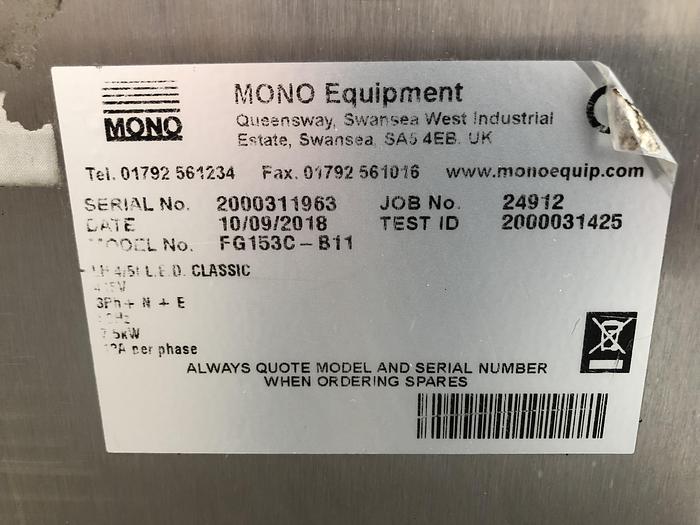 MONO
MONO Equipment
Queensway, Swansea West Industrial
Estate, Swansea, SA5 4EB. UK
Tel. 01792 561234 Fax. 01792 561016 www.monoequip.com
SERIAL No. 2000311963 JOB No. 24912
DATE 10/09/2018 TEST ID 2000031425
MODEL No. FG153C-B11
L.E.D. CLASSIC
3Ph + N + E
per phase
ALWAYS QUOTE MODEL AND SERIAL NUMBER
WHEN ORDERING SPARES